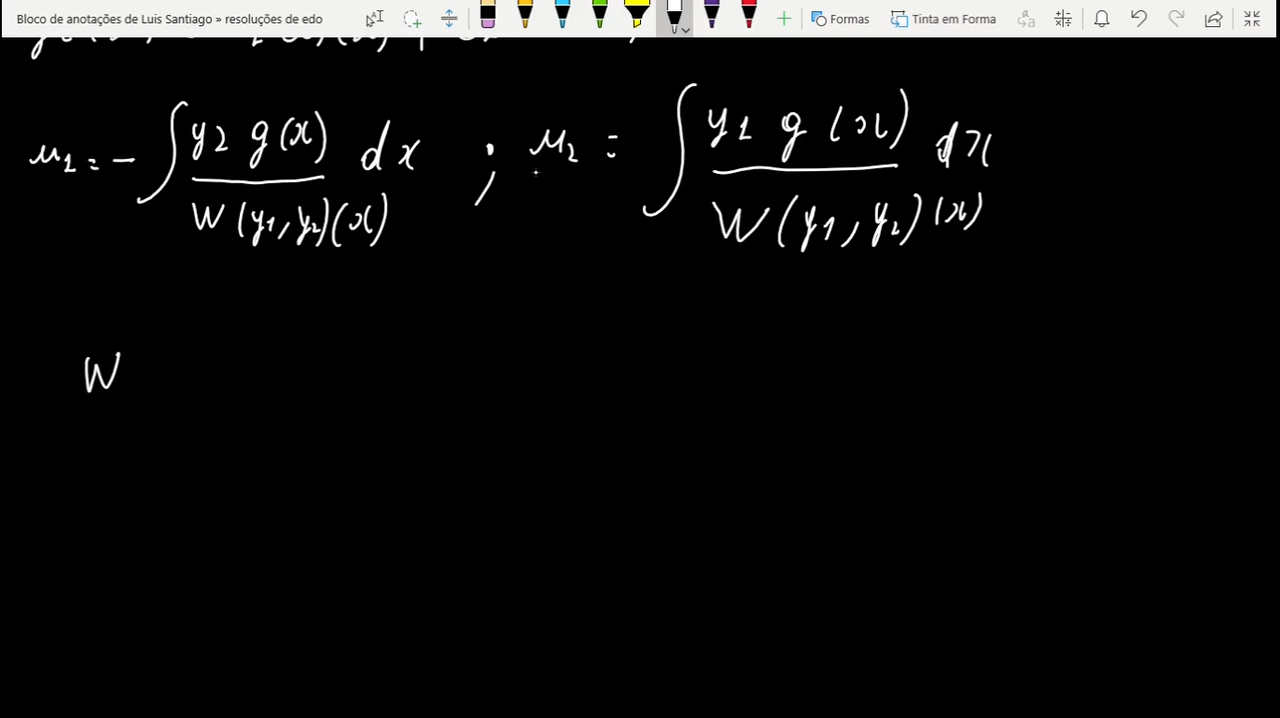 Bloco de anotações de Luis Santiago » resoluções de edo Formas Tinta em Forma
u1 = - ∫ y2 g(x) / W(y1, y2)(x) dx ; u2 = ∫ y1 g(x) / W(y1, y2)(x) dx
W